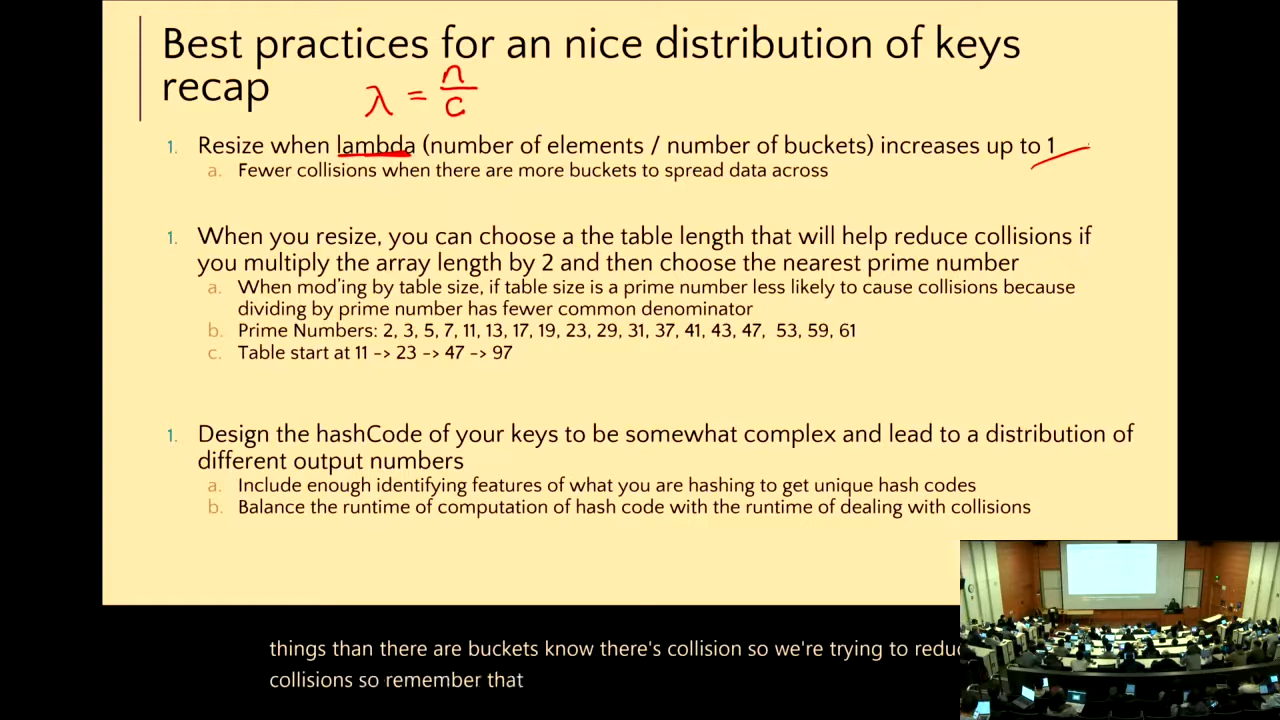 Best practices for an nice distribution of keys
recap
λ = n/c
1. Resize when lambda (number of elements / number of buckets) increases up to 1
a. Fewer collisions when there are more buckets to spread data across
1. When you resize, you can choose a the table length that will help reduce collisions if
you multiply the array length by 2 and then choose the nearest prime number
a. When mod'ing by table size, if table size is a prime number less likely to cause collisions because
dividing by prime number has fewer common denominator
b. Prime Numbers: 2, 3, 5, 7, 11, 13, 17, 19, 23, 29, 31, 37, 41, 43, 47, 53, 59, 61
c. Table start at 11 -> 23 -> 47 -> 97
1. Design the hashCode of your keys to be somewhat complex and lead to a distribution of
different output numbers
a. Include enough identifying features of what you are hashing to get unique hash codes
b. Balance the runtime of computation of hash code with the runtime of dealing with collisions
things than there are buckets know there's collision so we're trying to redu
collisions so remember that